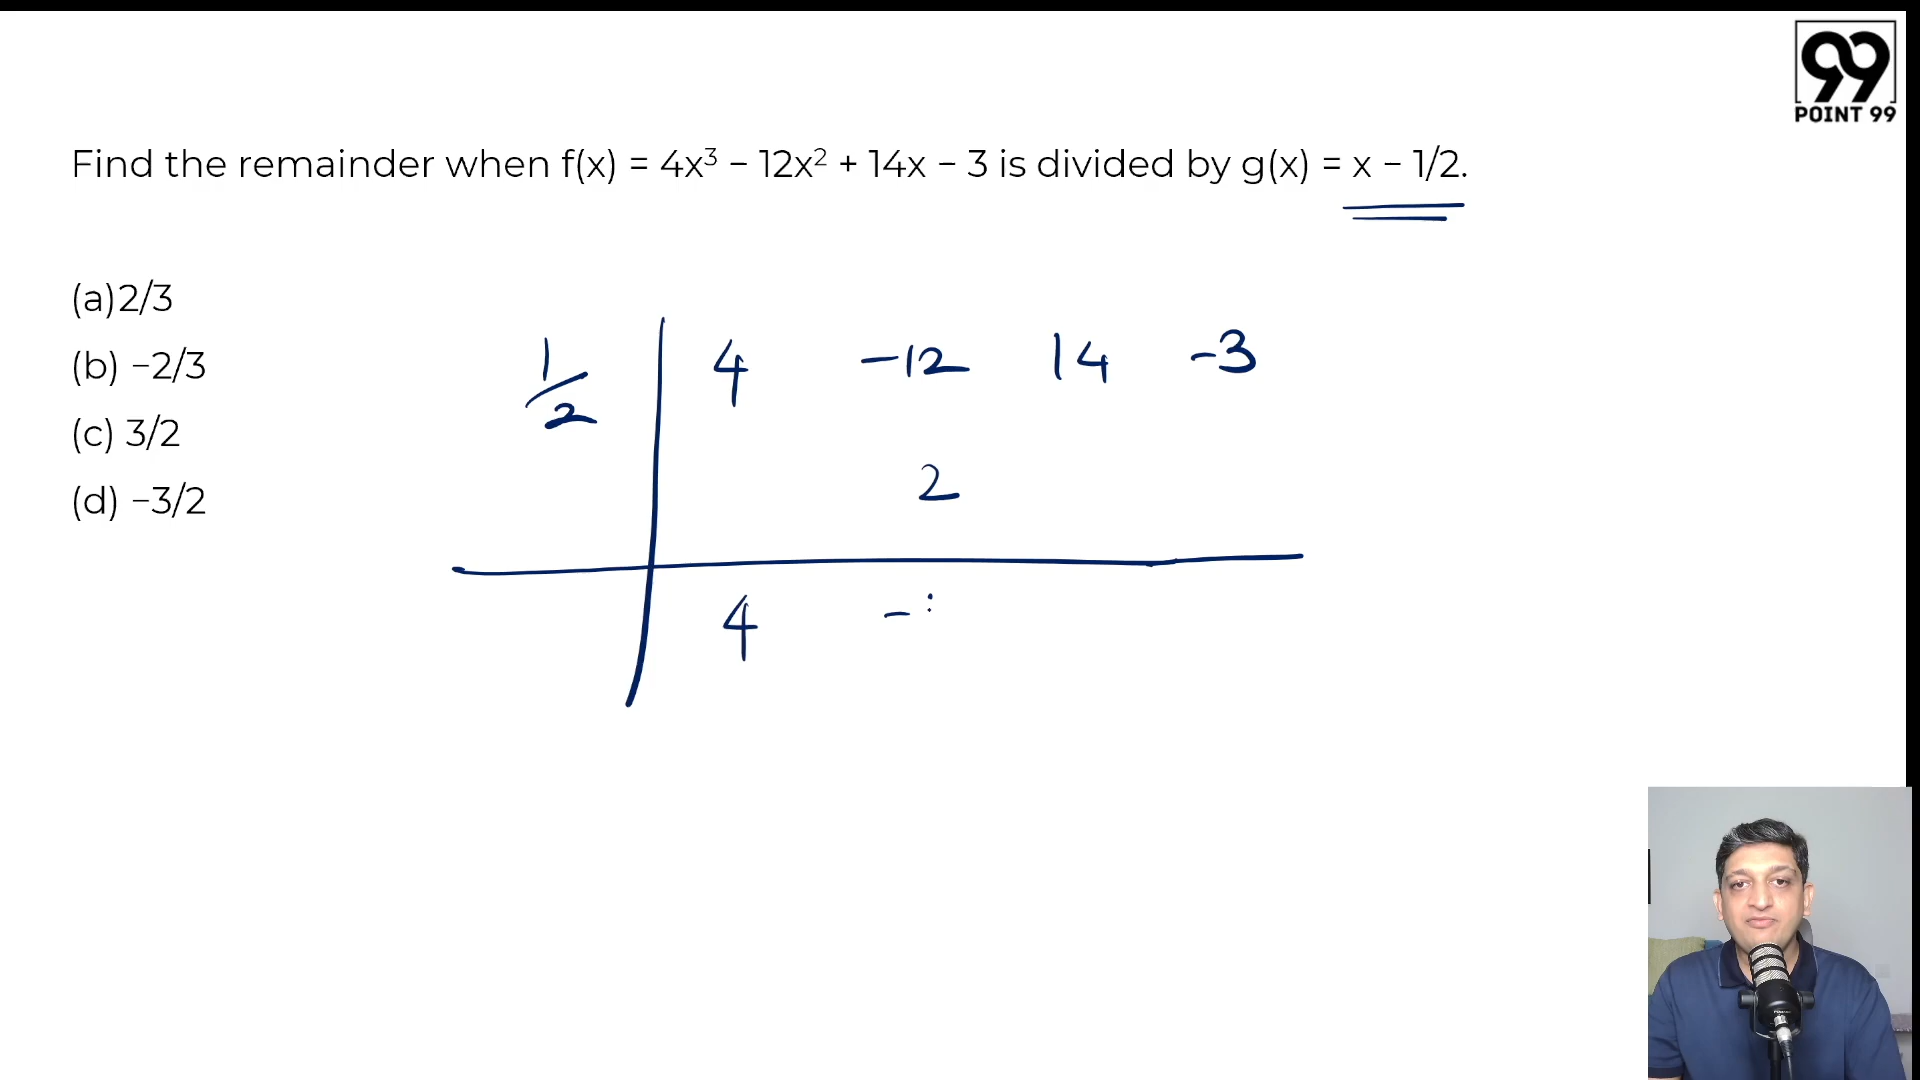 99
POINT 99
Find the remainder when f(x) = 4x³ − 12x² + 14x − 3 is divided by g(x) = x − 1/2.
(a)2/3
(b) −2/3
(c) 3/2
(d) −3/2
1/2 4 -12 14 -3
2
4 -